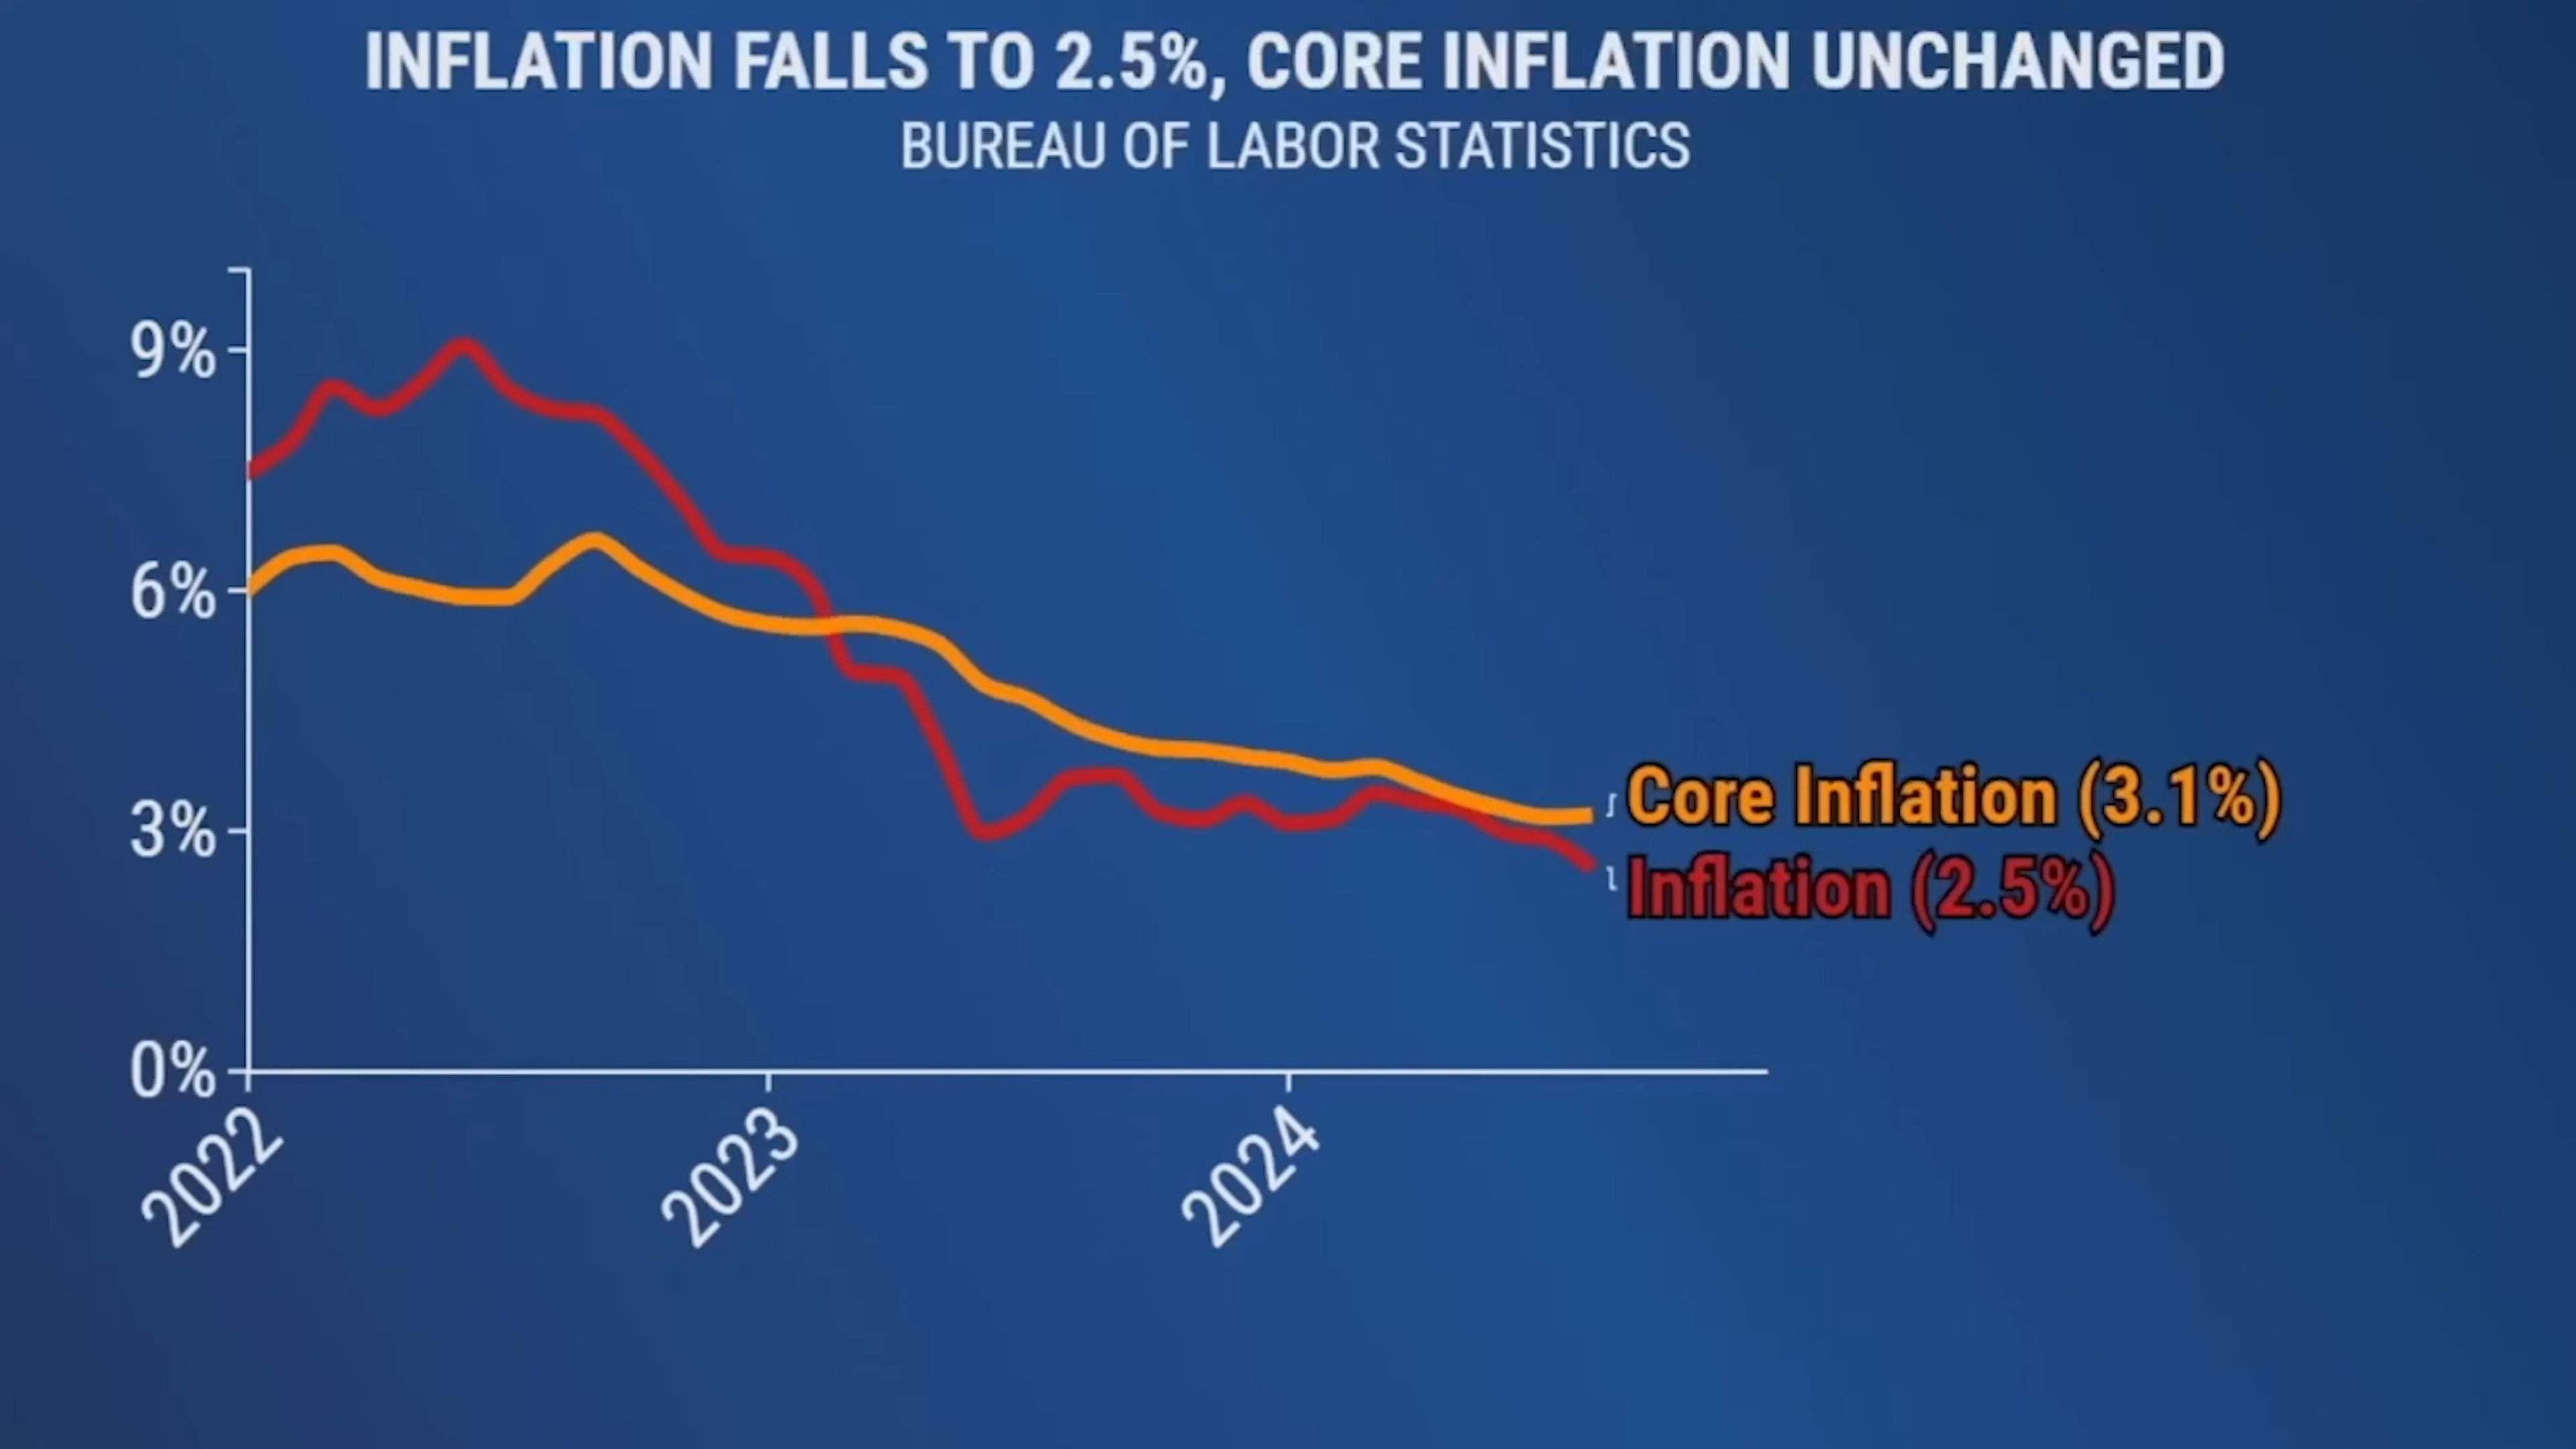 INFLATION FALLS TO 2.5%, CORE INFLATION UNCHANGED
BUREAU OF LABOR STATISTICS
9%
6%
3%
0%
Core Inflation (3.1%)
Inflation (2.5%)
2022
2023
2024